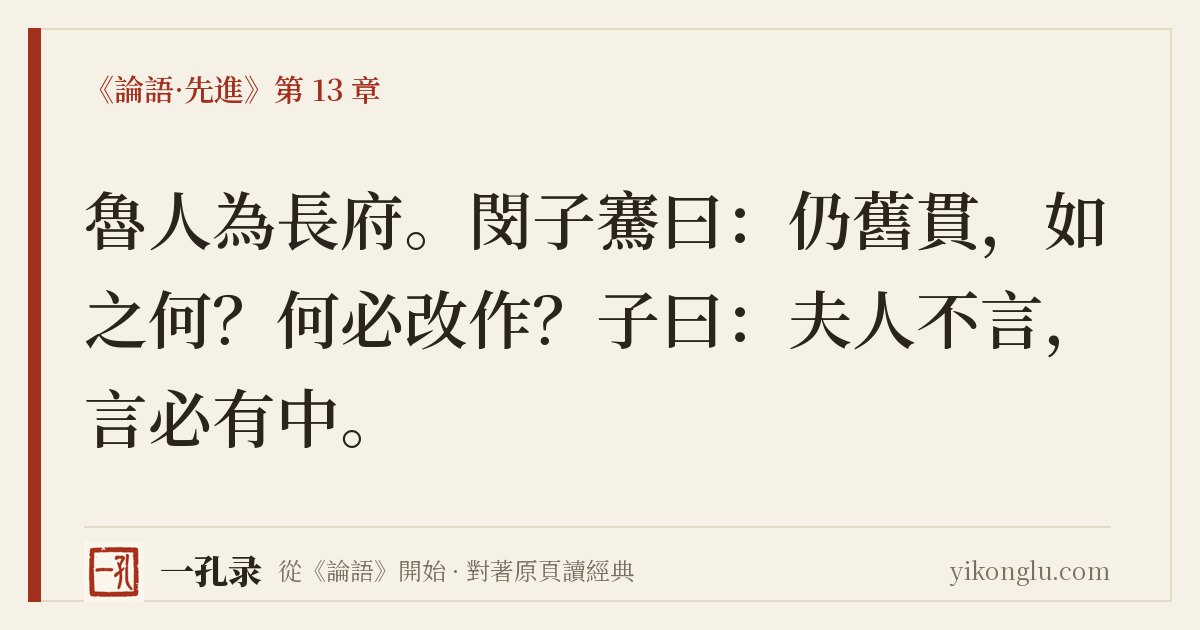 《論語·先進》第 13 章
魯人為長府。閔子騫曰：仍舊貫，如
之何？何必改作？子曰：夫人不言，
言必有中。
一孔
一孔录 從《論語》開始 · 對著原頁讀經典 yikonglu.com